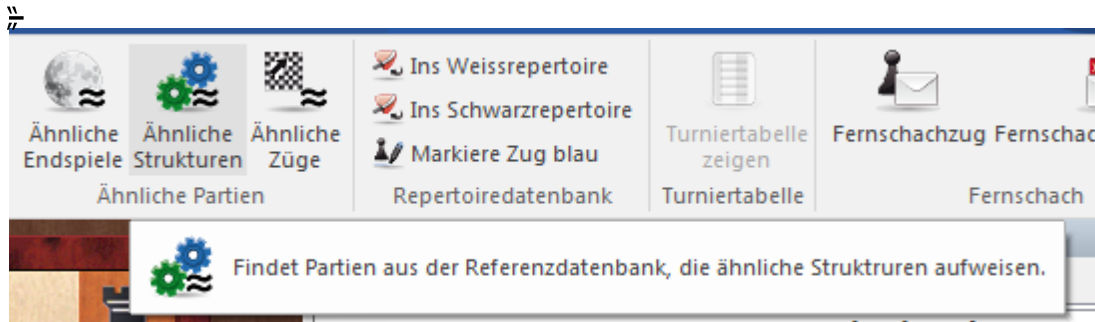 Ähnliche Endspiele
Ähnliche Strukturen
Ähnliche Züge
Ähnliche Partien
Ins Weissrepertoire
Ins Schwarzrepertoire
Markiere Zug blau
Repertoiredatenbank
Turniertabelle zeigen
Turniertabelle
Fernschachzug
Fernschac
Fernschach
Findet Partien aus der Referenzdatenbank, die ähnliche Struktruren aufweisen.